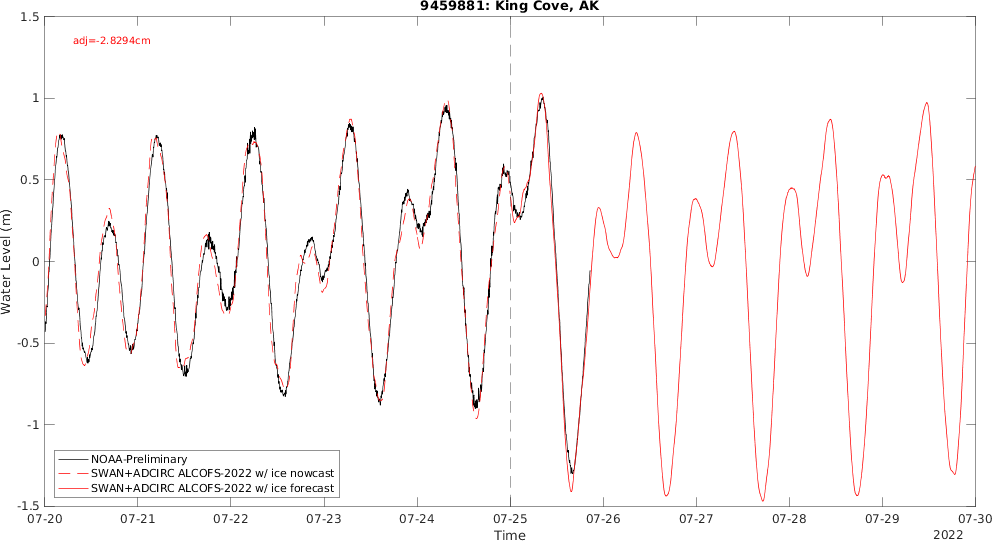 9459881: King Cove, AK
adj=-2.8294cm
Water Level (m)
1.5
1
0.5
0
-0.5
-1
-1.5
NOAA-Preliminary
SWAN+ADCIRC ALCOFS-2022 w/ ice nowcast
SWAN+ADCIRC ALCOFS-2022 w/ ice forecast
07-20 07-21 07-22 07-23 07-24 07-25 07-26 07-27 07-28 07-29 07-30
Time
2022